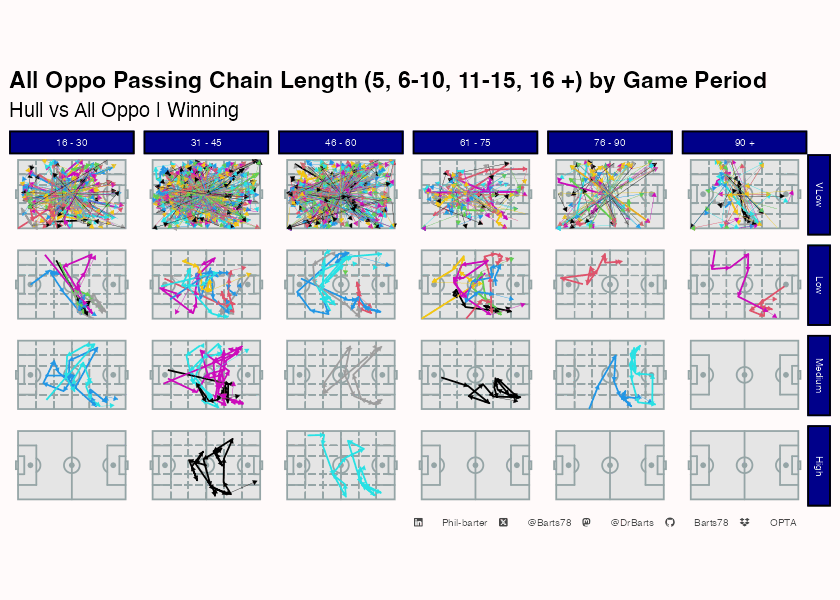 All Oppo Passing Chain Length (5, 6-10, 11-15, 16 +) by Game Period
Hull vs All Oppo | Winning
16 - 30 31 - 45 46 - 60 61 - 75 76 - 90 90 +
VLow
Low
Medium
High
Phil-barter @Barts78 @DrBarts Barts78 OPTA